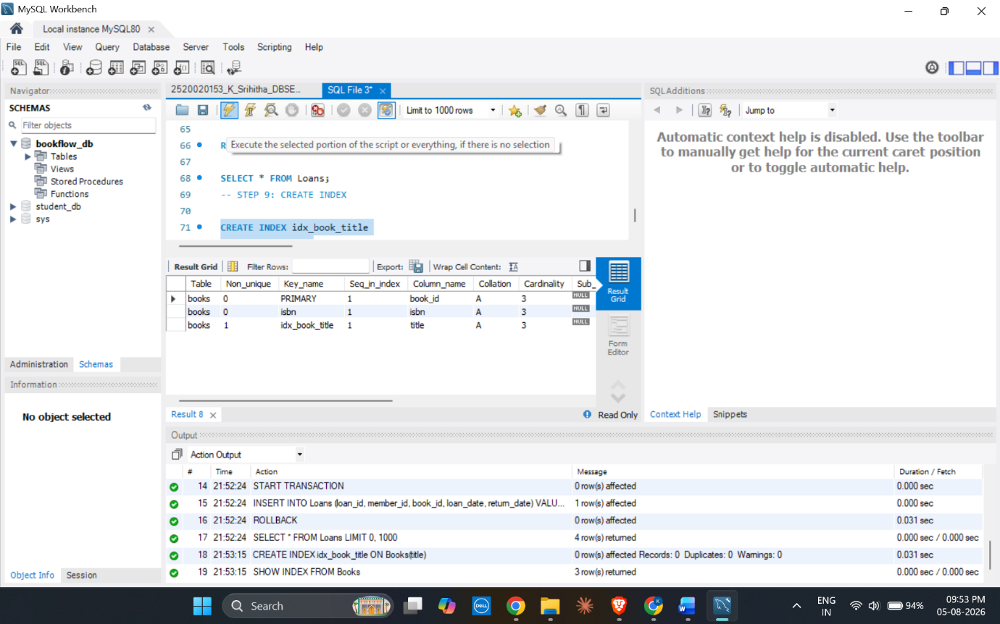 MySQL Workbench
Local instance MySQL80
File Edit View Query Database Server Tools Scripting Help
Navigator
SCHEMAS
Filter objects
bookflow_db
Tables
Views
Stored Procedures
Functions
student_db
sys
Administration Schemas
Information
No object selected
Object Info Session
2520020153_K_Srihitha_DBSE... SQL File 3*
Limit to 1000 rows
65
66 R
Execute the selected portion of the script or everything, if there is no selection
67
68 SELECT * FROM Loans;
69 -- STEP 9: CREATE INDEX
70
71 CREATE INDEX idx_book_title
Result Grid Filter Rows: Export: Wrap Cell Content:
Table Non_unique Key_name Seq_in_index Column_name Collation Cardinality Sub_
books 0 PRIMARY 1 book_id A 3 NULL
books 0 isbn 1 isbn A 3 NULL
books 1 idx_book_title 1 title A 3 NULL
Result Grid
Form Editor
Result 8
Read Only
SQLAdditions
Jump to
Automatic context help is disabled. Use the toolbar
to manually get help for the current caret position
or to toggle automatic help.
Context Help Snippets
Output
Action Output
# Time Action Message Duration / Fetch
14 21:52:24 START TRANSACTION 0 row(s) affected 0.000 sec
15 21:52:24 INSERT INTO Loans (loan_id, member_id, book_id, loan_date, return_date) VALU... 1 row(s) affected 0.000 sec
16 21:52:24 ROLLBACK 0 row(s) affected 0.031 sec
17 21:52:24 SELECT * FROM Loans LIMIT 0, 1000 4 row(s) returned 0.000 sec / 0.000 sec
18 21:53:15 CREATE INDEX idx_book_title ON Books(title) 0 row(s) affected Records: 0 Duplicates: 0 Warnings: 0 0.031 sec
19 21:53:15 SHOW INDEX FROM Books 3 row(s) returned 0.000 sec / 0.000 sec
Search
DELL
ENG
IN
94%
09:53 PM
05-08-2026